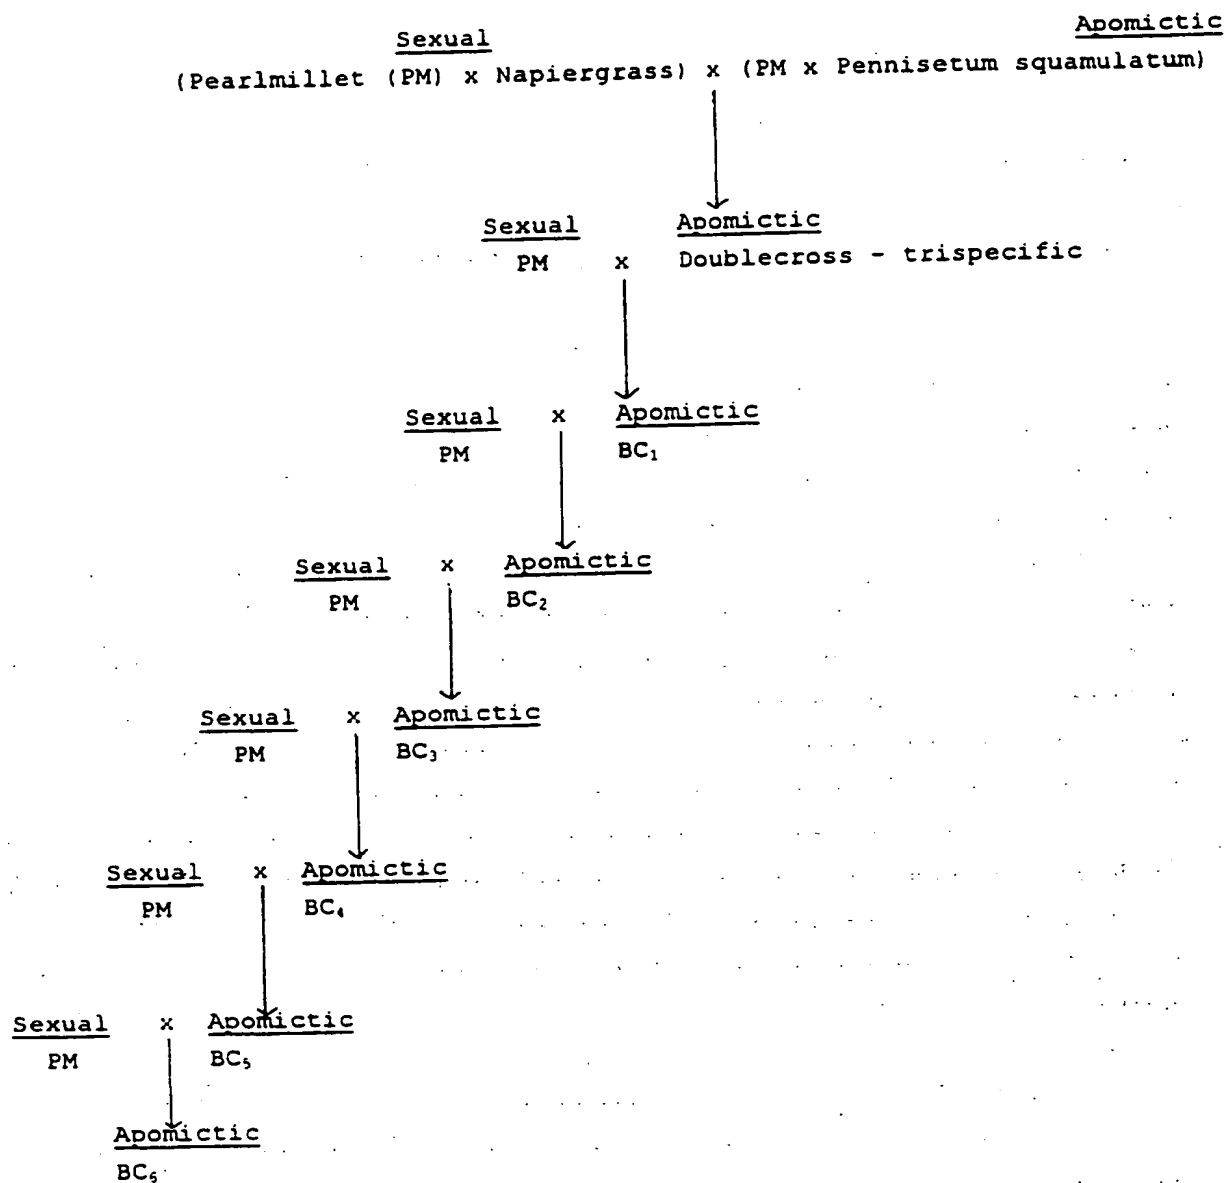 Sexual Apomictic
(Pearlmillet (PM) x Napiergrass) x (PM x Pennisetum squamulatum)
Sexual Apomictic
PM x Doublecross - trispecific
Sexual x Apomictic
PM BC₁
Sexual x Apomictic
PM BC₂
Sexual x Apomictic
PM BC₃
Sexual x Apomictic
PM BC₄
Sexual x Apomictic
PM BC₅
Apomictic
BC₆